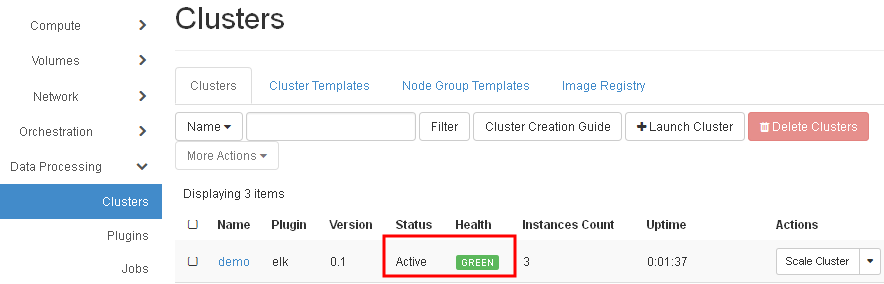 Clusters
Compute
Volumes
Network
Orchestration
Data Processing
Clusters
Plugins
Jobs
Clusters Cluster Templates Node Group Templates Image Registry
Name Filter Cluster Creation Guide Launch Cluster Delete Clusters
More Actions
Displaying 3 items
Name Plugin Version Status Health Instances Count Uptime Actions
demo elk 0.1 Active GREEN 3 0:01:37 Scale Cluster